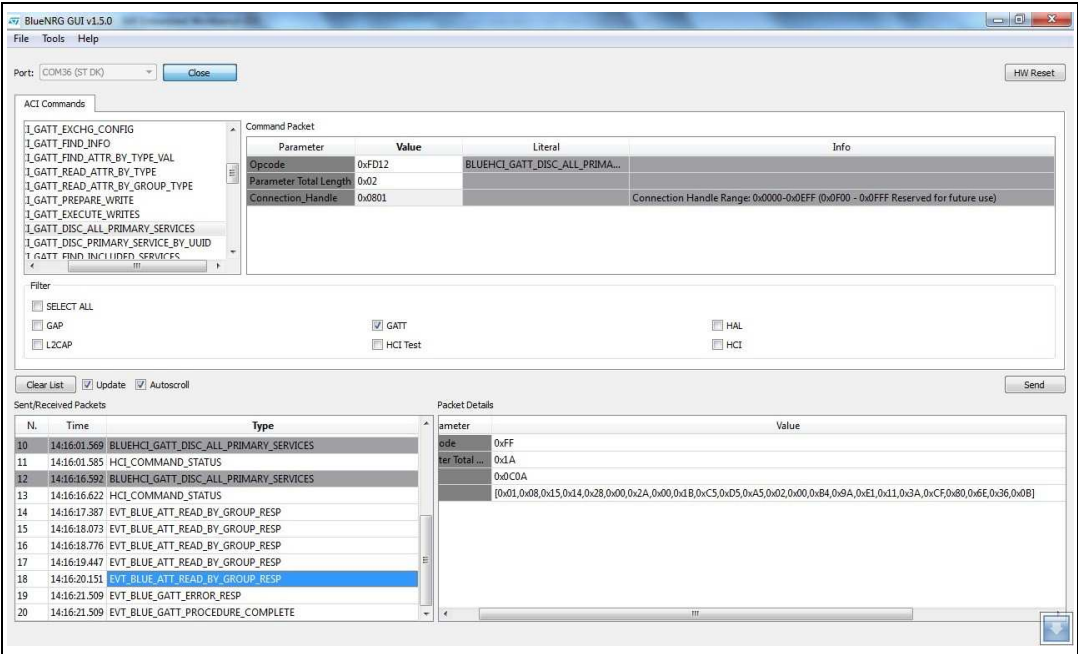 BlueNRG GUI v1.5.0
File Tools Help
Port: COM36 (ST DK) Close HW Reset
ACI Commands
I_GATT_EXCHG_CONFIG
I_GATT_FIND_INFO
I_GATT_FIND_ATTR_BY_TYPE_VAL
I_GATT_READ_ATTR_BY_TYPE
I_GATT_READ_ATTR_BY_GROUP_TYPE
I_GATT_PREPARE_WRITE
I_GATT_EXECUTE_WRITES
I_GATT_DISC_ALL_PRIMARY_SERVICES
I_GATT_DISC_PRIMARY_SERVICE_BY_UUID
I_GATT_FIND_INCLUDED_SERVICES
Command Packet
Parameter Value Literal Info
Opcode 0xFD12 BLUEHCI_GATT_DISC_ALL_PRIMA...
Parameter Total Length 0x02
Connection_Handle 0x0801 Connection Handle Range: 0x0000-0x0EFF (0x0F00 - 0x0FFF Reserved for future use)
Filter
SELECT ALL
GAP GATT HAL
L2CAP HCI Test HCI
Clear List Update Autoscroll Send
Sent/Received Packets
N. Time Type
10 14:16:01.569 BLUEHCI_GATT_DISC_ALL_PRIMARY_SERVICES
11 14:16:01.585 HCI_COMMAND_STATUS
12 14:16:16.592 BLUEHCI_GATT_DISC_ALL_PRIMARY_SERVICES
13 14:16:16.622 HCI_COMMAND_STATUS
14 14:16:17.387 EVT_BLUE_ATT_READ_BY_GROUP_RESP
15 14:16:18.073 EVT_BLUE_ATT_READ_BY_GROUP_RESP
16 14:16:18.776 EVT_BLUE_ATT_READ_BY_GROUP_RESP
17 14:16:19.447 EVT_BLUE_ATT_READ_BY_GROUP_RESP
18 14:16:20.151 EVT_BLUE_ATT_READ_BY_GROUP_RESP
19 14:16:21.509 EVT_BLUE_GATT_ERROR_RESP
20 14:16:21.509 EVT_BLUE_GATT_PROCEDURE_COMPLETE
Packet Details
ameter Value
ode 0xFF
ter Total ... 0x1A
0x0C0A
[0x01,0x08,0x15,0x14,0x28,0x00,0x2A,0x00,0x1B,0xC5,0xD5,0xA5,0x02,0x00,0xB4,0x9A,0xE1,0x11,0x3A,0xCF,0x80,0x6E,0x36,0x0B]